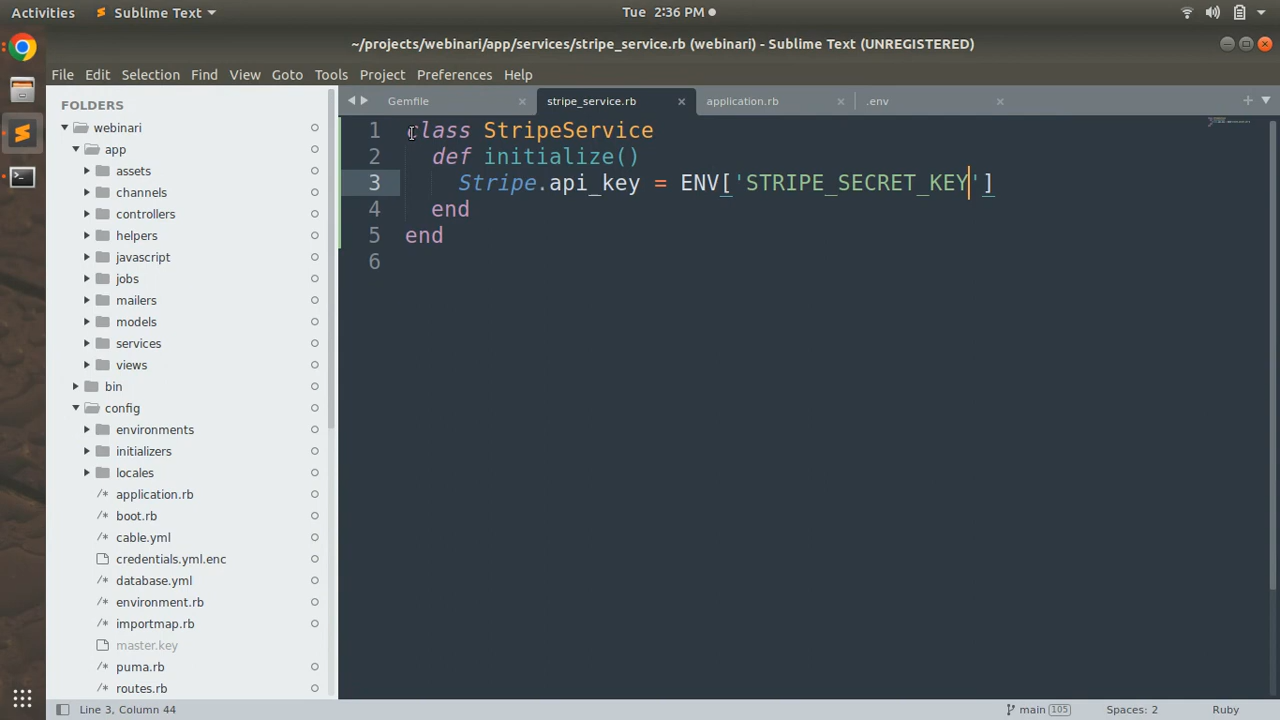 Activities Sublime Text Tue 2:36 PM
~/projects/webinari/app/services/stripe_service.rb (webinari) - Sublime Text (UNREGISTERED)
File Edit Selection Find View Goto Tools Project Preferences Help
FOLDERS
webinari
app
assets
channels
controllers
helpers
javascript
jobs
mailers
models
services
views
bin
config
environments
initializers
locales
/* application.rb
/* boot.rb
/* cable.yml
credentials.yml.enc
/* database.yml
/* environment.rb
/* importmap.rb
master.key
/* puma.rb
/* routes.rb
Gemfile stripe_service.rb application.rb .env
1 class StripeService
2 def initialize()
3 Stripe.api_key = ENV['STRIPE_SECRET_KEY']
4 end
5 end
6
Line 3, Column 44 main 105 Spaces: 2 Ruby